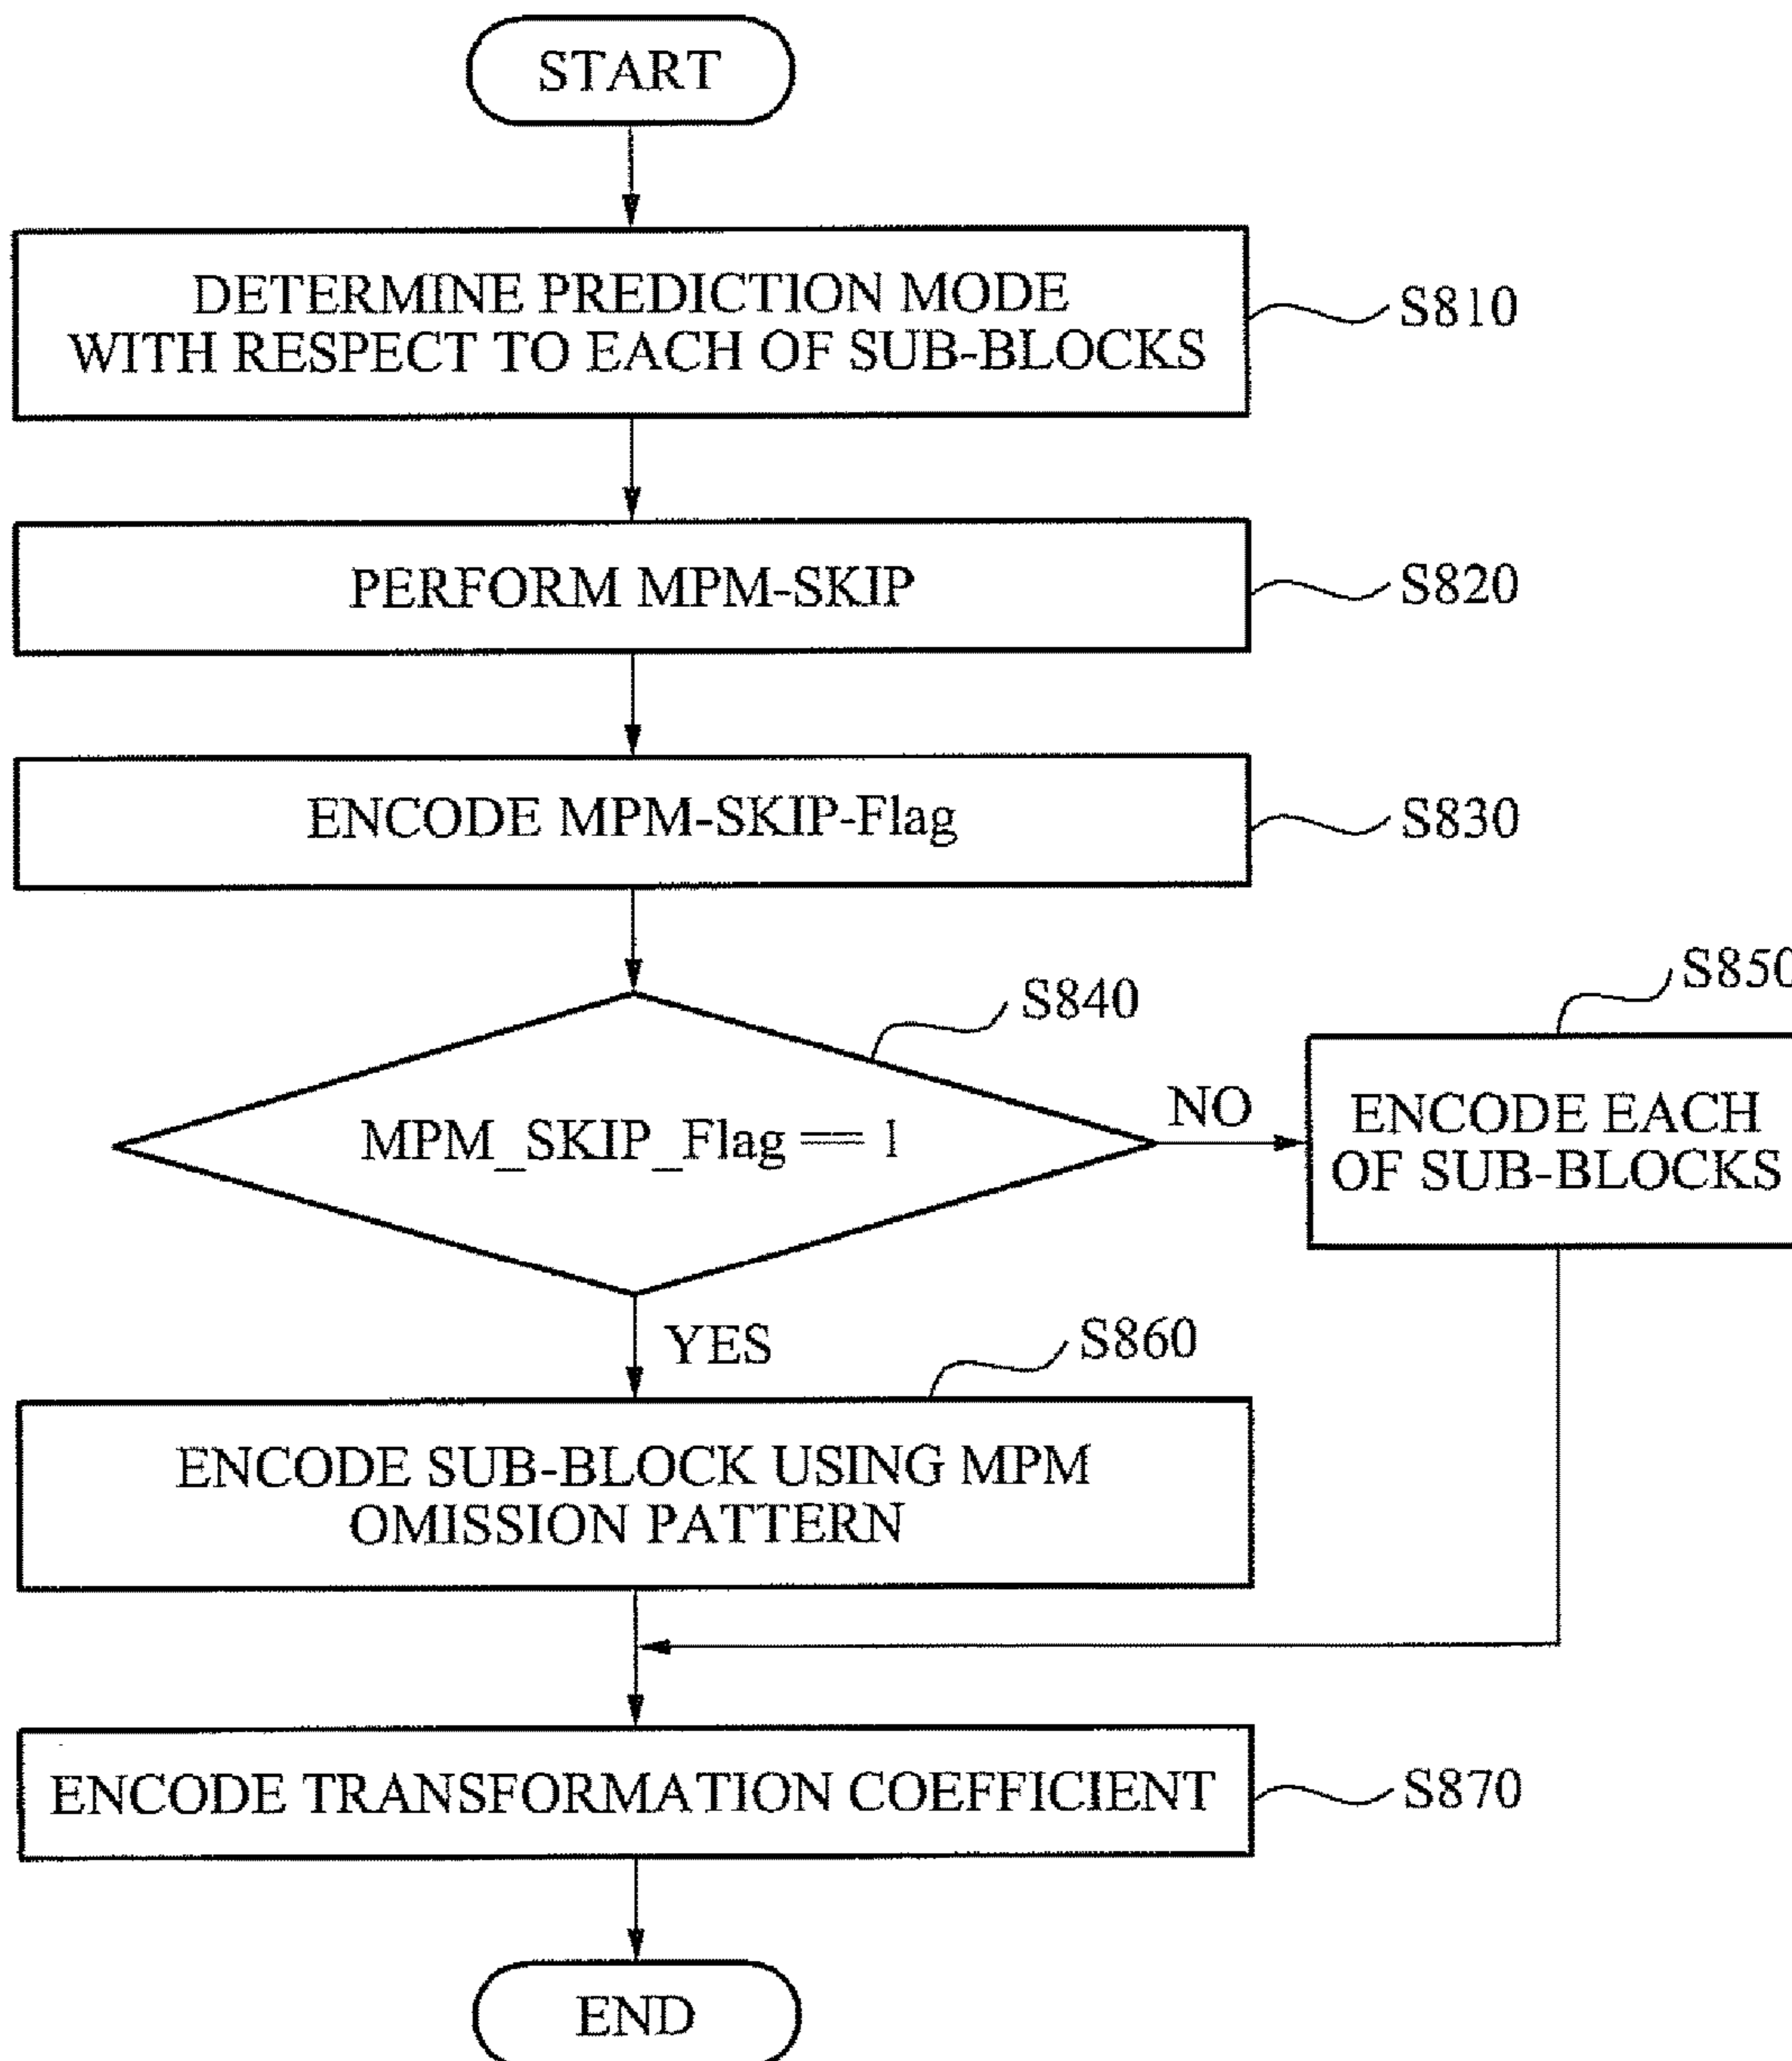 START
DETERMINE PREDICTION MODE
WITH RESPECT TO EACH OF SUB-BLOCKS
S810
PERFORM MPM-SKIP
S820
ENCODE MPM-SKIP-Flag
S830
S840
MPM_SKIP_Flag == 1
NO
S850
ENCODE EACH
OF SUB-BLOCKS
YES
S860
ENCODE SUB-BLOCK USING MPM
OMISSION PATTERN
ENCODE TRANSFORMATION COEFFICIENT
S870
END